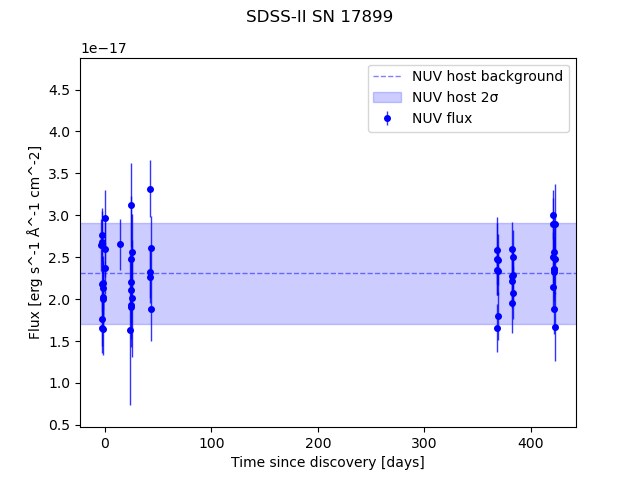 SDSS-II SN 17899
1e−17
NUV host background
NUV host 2σ
NUV flux
4.5
4.0
3.5
3.0
2.5
2.0
1.5
1.0
0.5
Flux [erg s^-1 Å^-1 cm^-2]
0 100 200 300 400
Time since discovery [days]